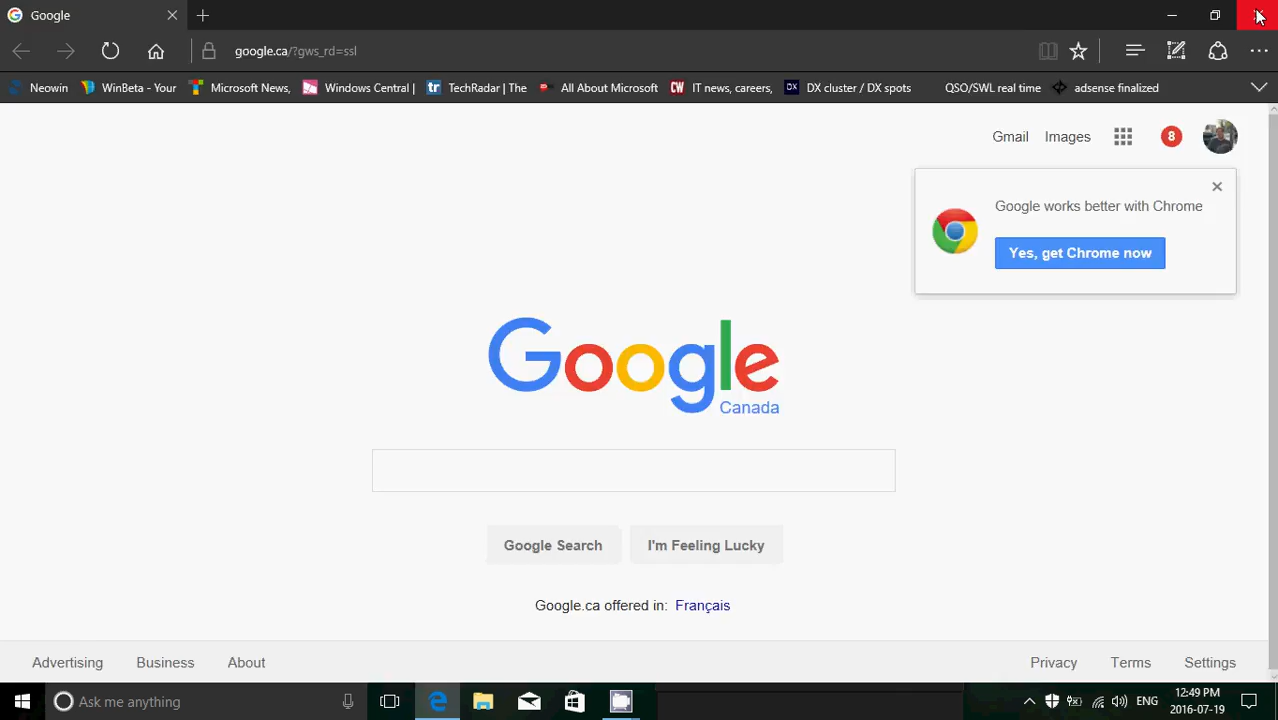 Google
google.ca/?gws_rd=ssl
Neowin WinBeta - Your Microsoft News, Windows Central | tr TechRadar | The All About Microsoft CW IT news, careers, DX DX cluster / DX spots QSO/SWL real time adsense finalized
Gmail Images 8
Google works better with Chrome
Yes, get Chrome now
Google
Canada
Google Search I'm Feeling Lucky
Google.ca offered in: Français
Advertising Business About Privacy Terms Settings
Ask me anything ENG 12:49 PM
2016-07-19